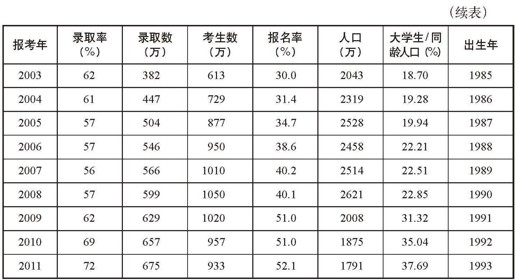 （续表）
报考年 录取率（%） 录取数（万） 考生数（万） 报名率（%） 人口（万） 大学生/同龄人口（%） 出生年
2003 62 382 613 30.0 2043 18.70 1985
2004 61 447 729 31.4 2319 19.28 1986
2005 57 504 877 34.7 2528 19.94 1987
2006 57 546 950 38.6 2458 22.21 1988
2007 56 566 1010 40.2 2514 22.51 1989
2008 57 599 1050 40.1 2621 22.85 1990
2009 62 629 1020 51.0 2008 31.32 1991
2010 69 657 957 51.0 1875 35.04 1992
2011 72 675 933 52.1 1791 37.69 1993